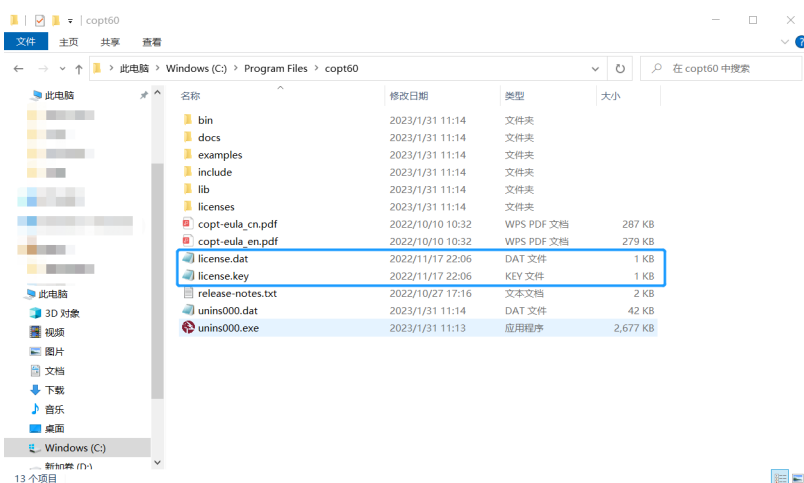 copt60
文件 主页 共享 查看
此电脑 > Windows (C:) > Program Files > copt60
在 copt60 中搜索
名称 修改日期 类型 大小
bin 2023/1/31 11:14 文件夹
docs 2023/1/31 11:14 文件夹
examples 2023/1/31 11:14 文件夹
include 2023/1/31 11:14 文件夹
lib 2023/1/31 11:14 文件夹
licenses 2023/1/31 11:14 文件夹
copt-eula_cn.pdf 2022/10/10 10:32 WPS PDF 文档 287 KB
copt-eula_en.pdf 2022/10/10 10:32 WPS PDF 文档 279 KB
license.dat 2022/11/17 22:06 DAT 文件 1 KB
license.key 2022/11/17 22:06 KEY 文件 1 KB
release-notes.txt 2022/10/27 17:16 文本文档 2 KB
unins000.dat 2023/1/31 11:14 DAT 文件 42 KB
unins000.exe 2023/1/31 11:13 应用程序 2,677 KB
此电脑
此电脑
3D 对象
视频
图片
文档
下载
音乐
桌面
Windows (C:)
新加卷 (D:)
13 个项目